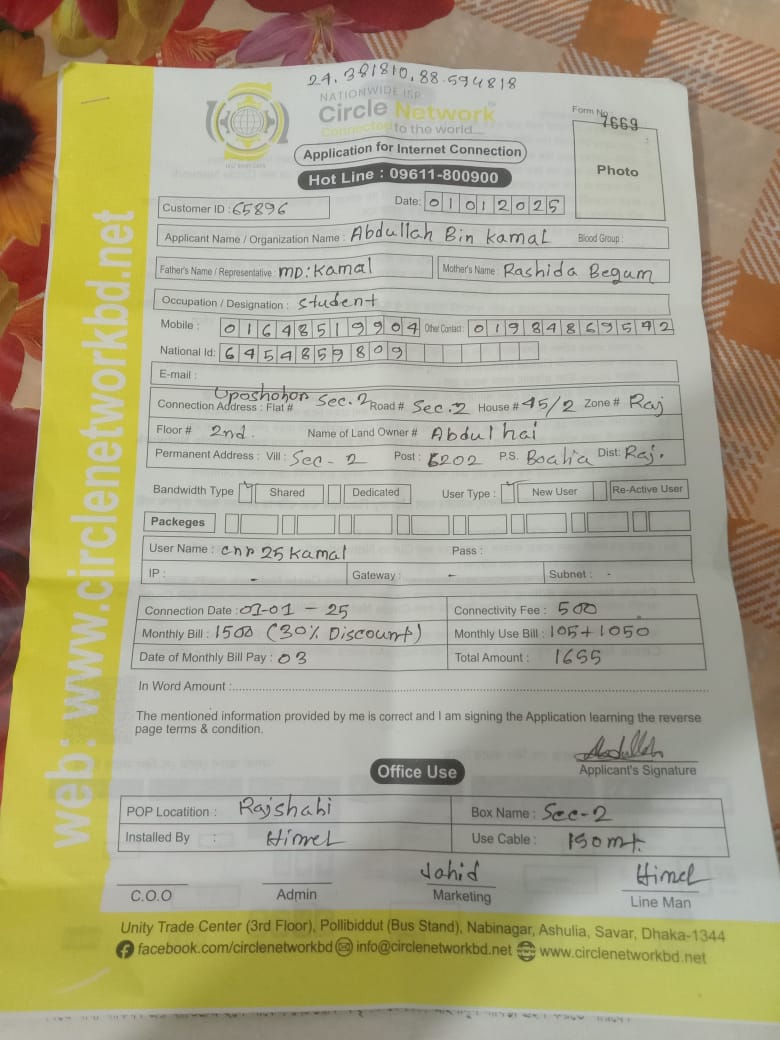 24.381810,88.594818
NATIONWIDE ISP
Circle Network
Connected to the world....
Form No. 7669
Application for Internet Connection
Photo
Hot Line : 09611-800900
Customer ID : 65896 Date: 01012025
Applicant Name / Organization Name : Abdullah Bin Kamal Blood Group :
Father's Name / Representative : MD: Kamal Mother's Name : Rashida Begum
Occupation / Designation : Student
Mobile : 01648519904 Other Contact : 01984869542
National Id: 6454859809
E-mail :
Connection Address : Flat # Uposhohor Sec.2 Road # Sec.2 House # 45/2 Zone # Raj
Floor # 2nd. Name of Land Owner # Abdul hai
Permanent Address : Vill : Sec-2 Post : 6202 P.S. Boalia Dist: Raj.
Bandwidth Type Shared Dedicated User Type : New User Re-Active User
Packeges
User Name : cnr25kamal Pass :
IP : - Gateway : - Subnet : -
Connection Date : 01-01-25 Connectivity Fee : 500
Monthly Bill : 1500 (30% Discount) Monthly Use Bill : 105+1050
Date of Monthly Bill Pay : 03 Total Amount : 1655
In Word Amount :
The mentioned information provided by me is correct and I am signing the Application learning the reverse
page terms & condition.
Abdullah
Applicant's Signature
Office Use
POP Locatition : Rajshahi Box Name : Sec-2
Installed By : Himel Use Cable : 150 mt.
Jahid Himel
C.O.O Admin Marketing Line Man
Unity Trade Center (3rd Floor), Pollibiddut (Bus Stand), Nabinagar, Ashulia, Savar, Dhaka-1344
facebook.com/circlenetworkbd info@circlenetworkbd.net www.circlenetworkbd.net
web: www.circlenetworkbd.net